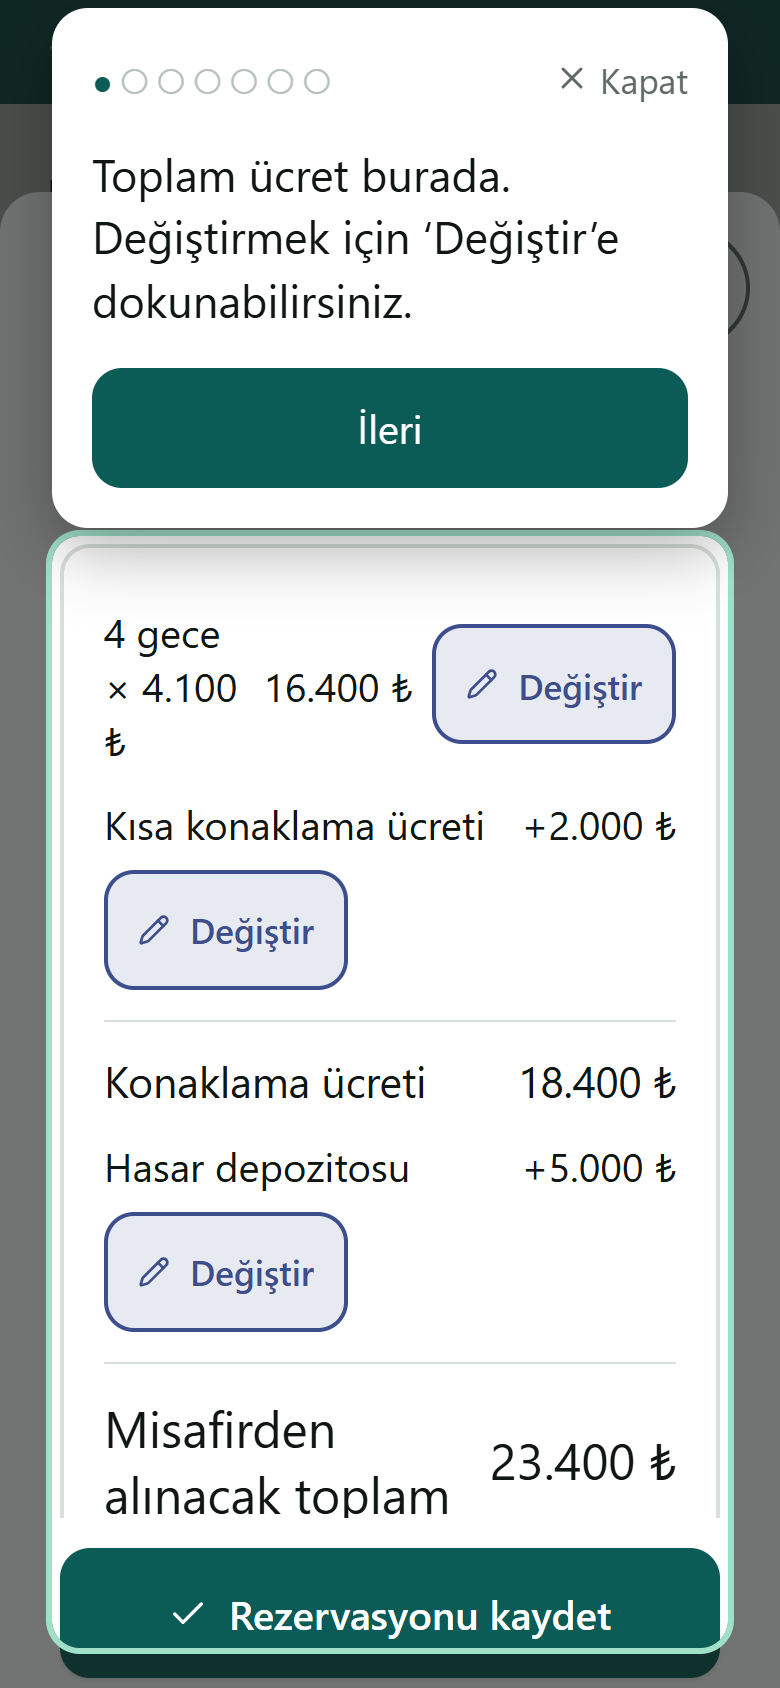 Kapat
Toplam ücret burada.
Değiştirmek için ‘Değiştir’e
dokunabilirsiniz.
İleri
4 gece
× 4.100
₺
16.400 ₺
Değiştir
Kısa konaklama ücreti +2.000 ₺
Değiştir
Konaklama ücreti 18.400 ₺
Hasar depozitosu +5.000 ₺
Değiştir
Misafirden
alınacak toplam
23.400 ₺
Rezervasyonu kaydet